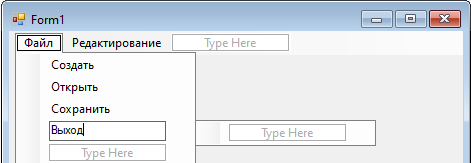 Form1
Файл Редактирование Type Here
Создать
Открыть
Сохранить
Выход Type Here
Type Here